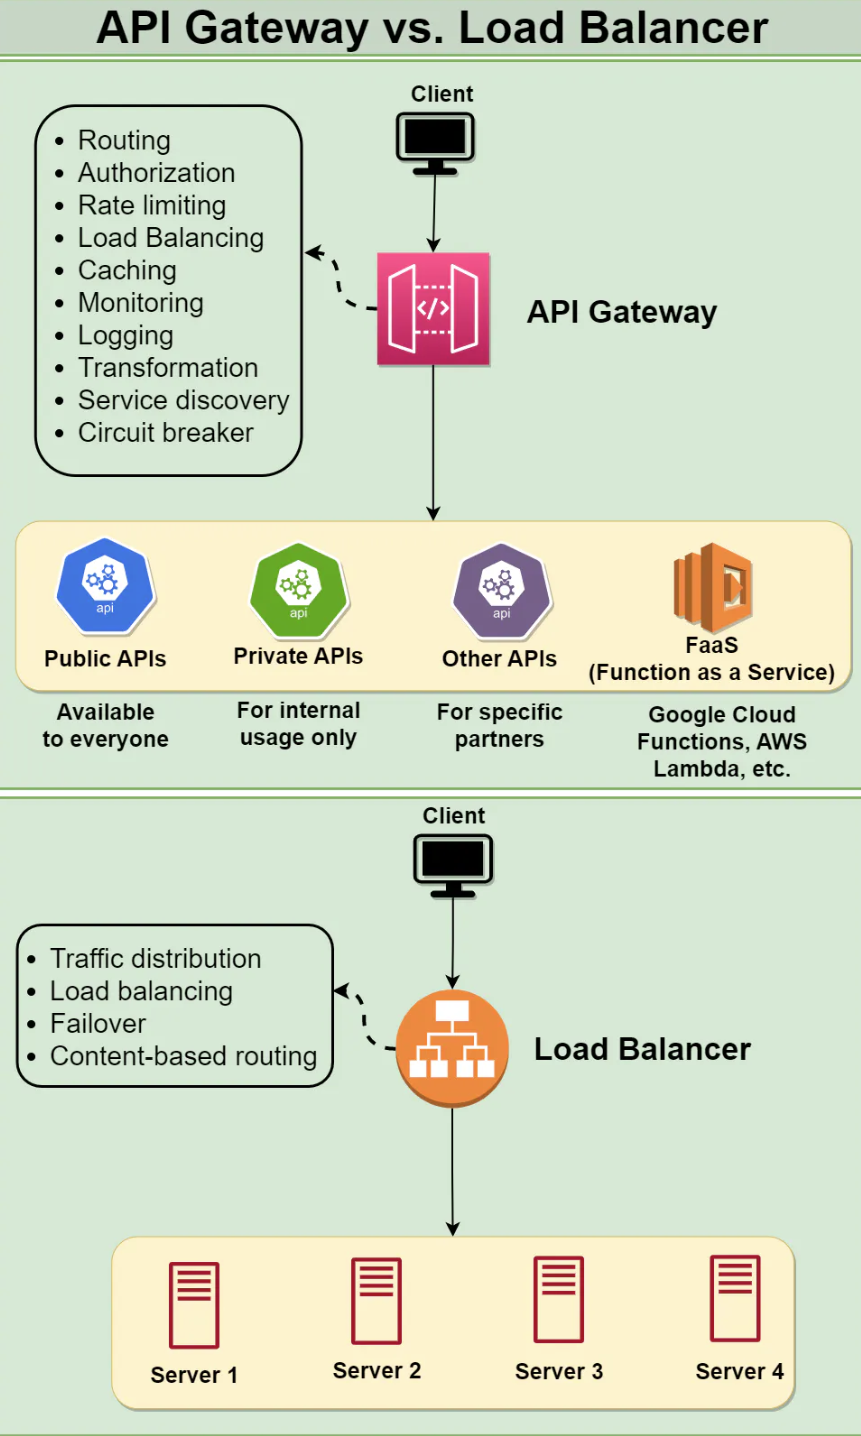 API Gateway vs. Load Balancer
Client
• Routing
• Authorization
• Rate limiting
• Load Balancing
• Caching
• Monitoring
• Logging
• Transformation
• Service discovery
• Circuit breaker
</>
API Gateway
api
Public APIs
api
Private APIs
api
Other APIs
FaaS
(Function as a Service)
Available
to everyone
For internal
usage only
For specific
partners
Google Cloud
Functions, AWS
Lambda, etc.
Client
• Traffic distribution
• Load balancing
• Failover
• Content-based routing
Load Balancer
Server 1
Server 2
Server 3
Server 4